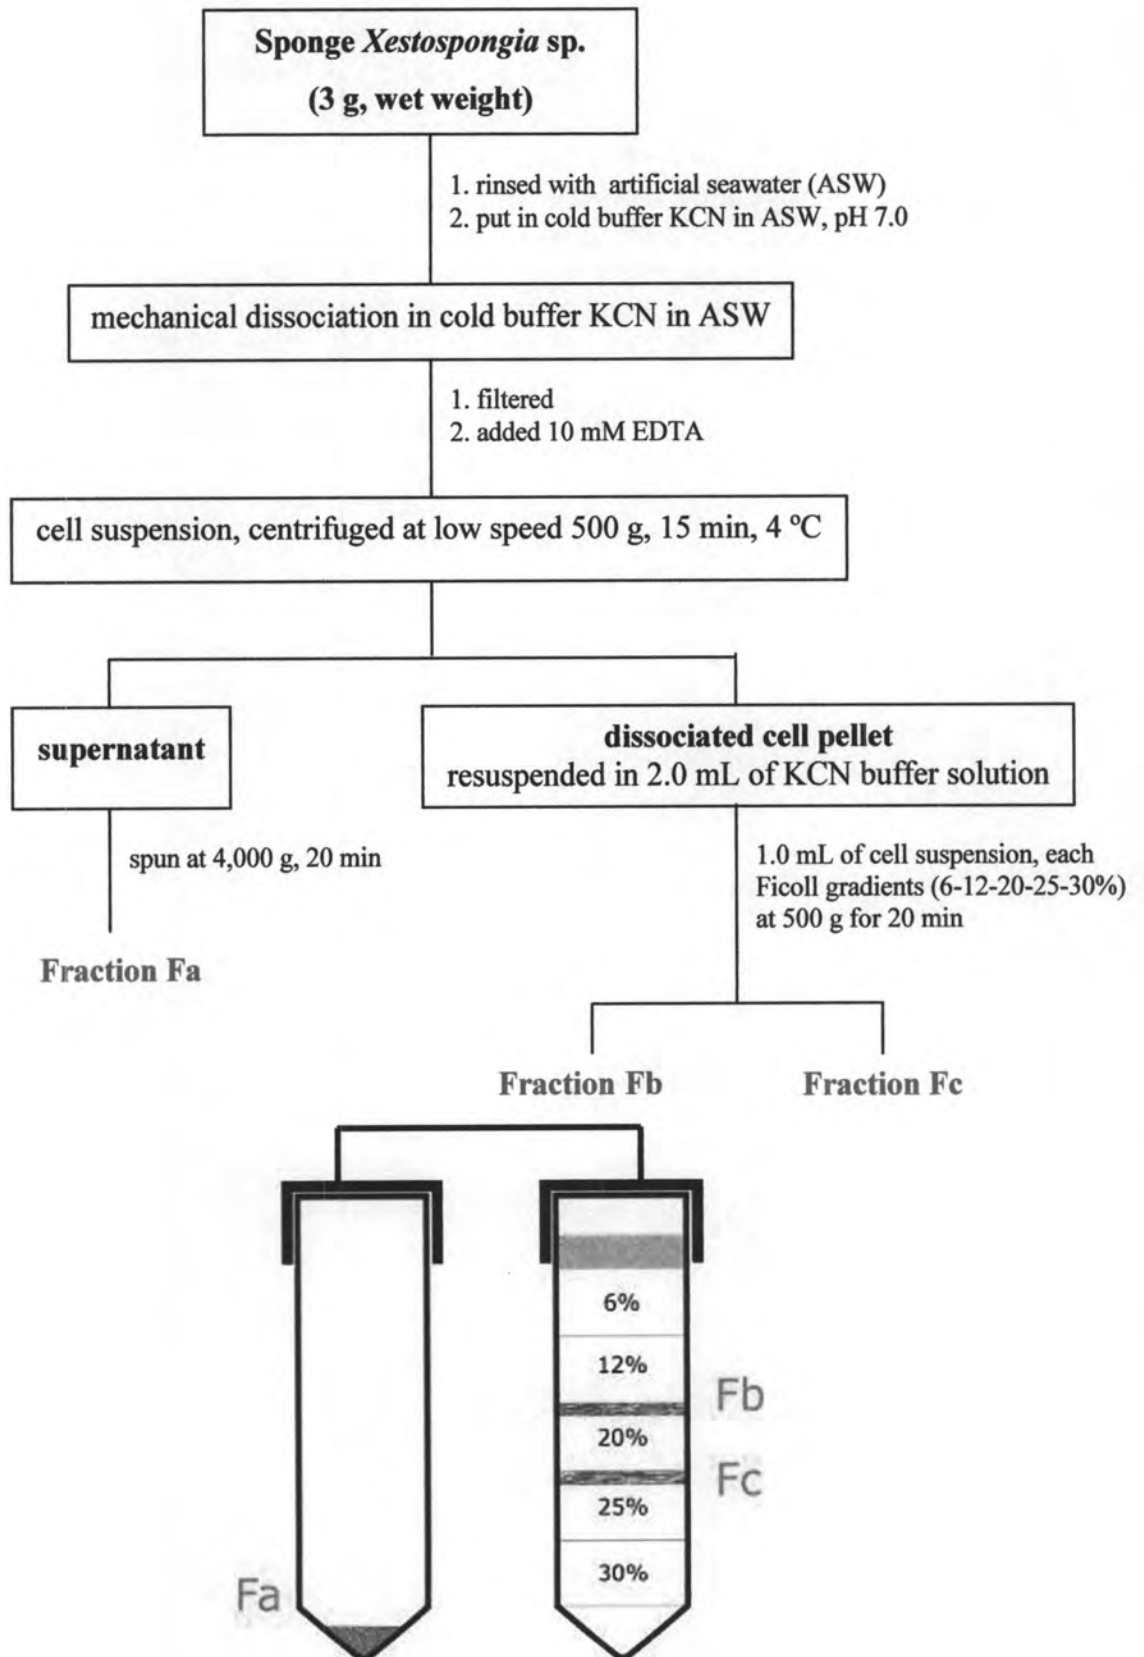 Sponge Xestospongia sp.
(3 g, wet weight)
1. rinsed with artificial seawater (ASW)
2. put in cold buffer KCN in ASW, pH 7.0
mechanical dissociation in cold buffer KCN in ASW
1. filtered
2. added 10 mM EDTA
cell suspension, centrifuged at low speed 500 g, 15 min, 4 ºC
supernatant
dissociated cell pellet
resuspended in 2.0 mL of KCN buffer solution
spun at 4,000 g, 20 min
1.0 mL of cell suspension, each
Ficoll gradients (6-12-20-25-30%)
at 500 g for 20 min
Fraction Fa
Fraction Fb
Fraction Fc
6%
12%
Fb
20%
Fc
25%
30%
Fa